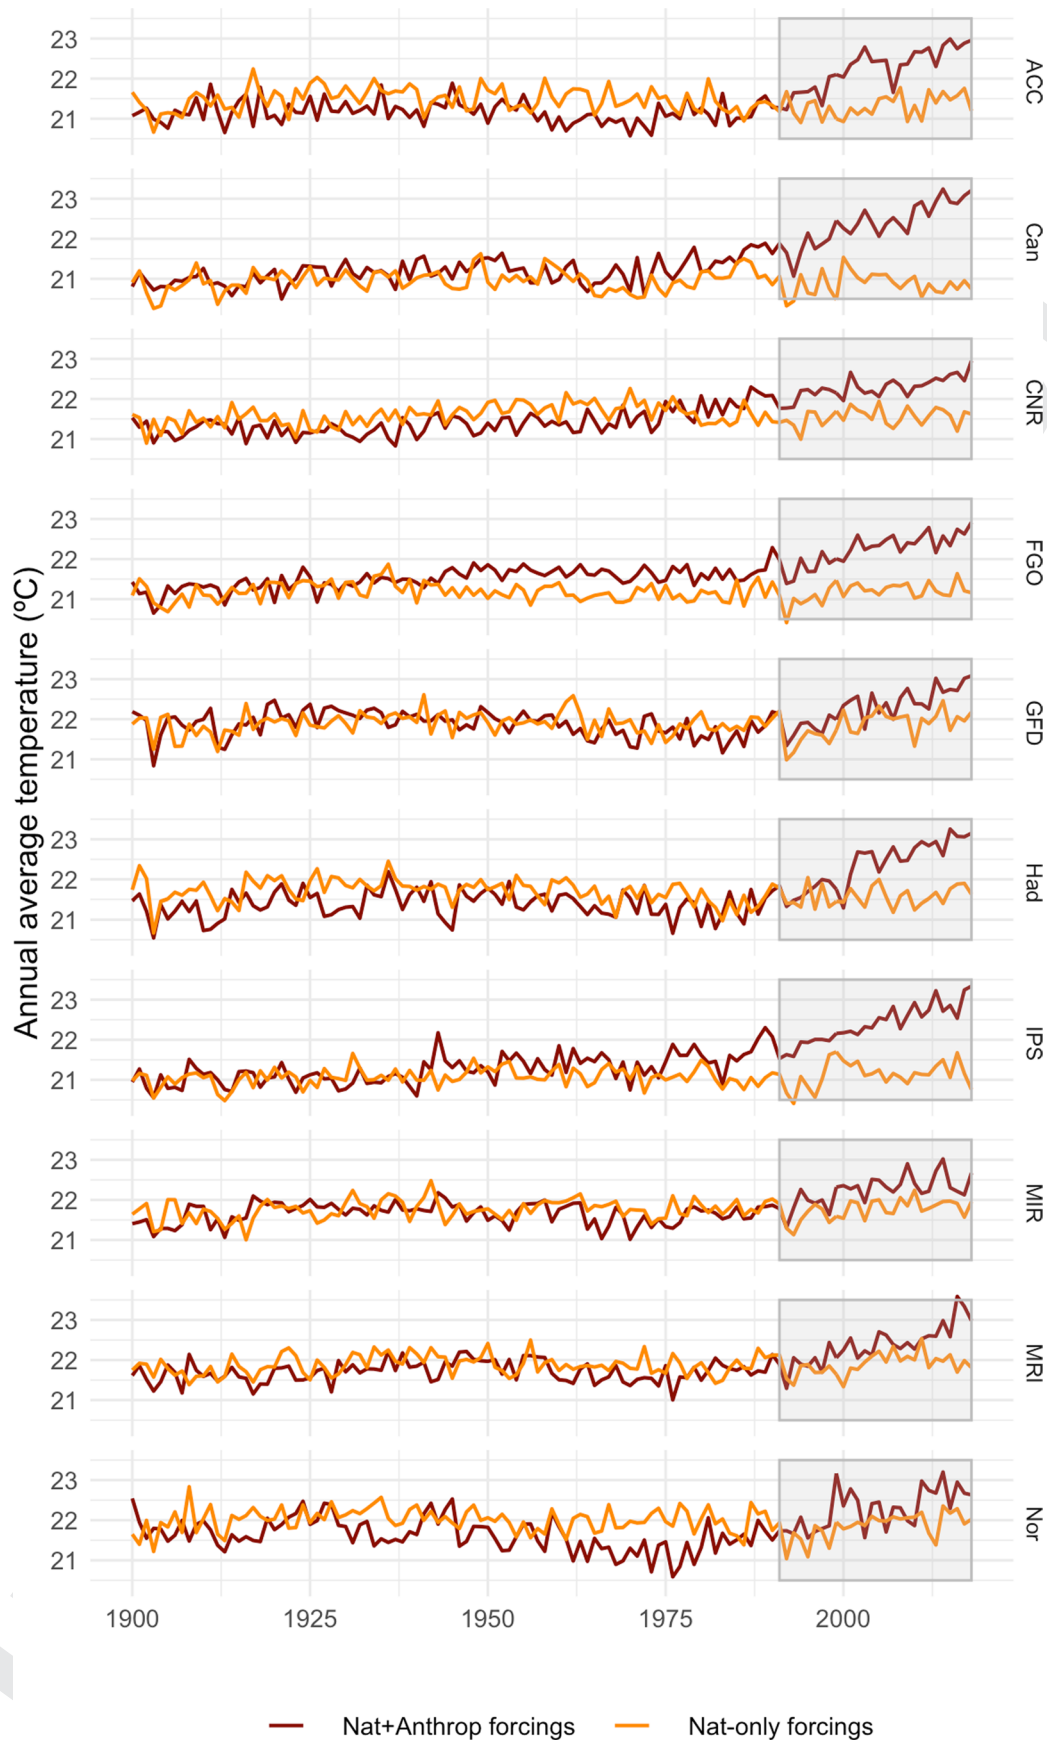 Annual average temperature (ºC)
23
22
21
ACC
23
22
21
Can
23
22
21
CNR
23
22
21
FGO
23
22
21
GFD
23
22
21
Had
23
22
21
IPS
23
22
21
MIR
23
22
21
MRI
23
22
21
Nor
1900 1925 1950 1975 2000
Nat+Anthrop forcings Nat-only forcings